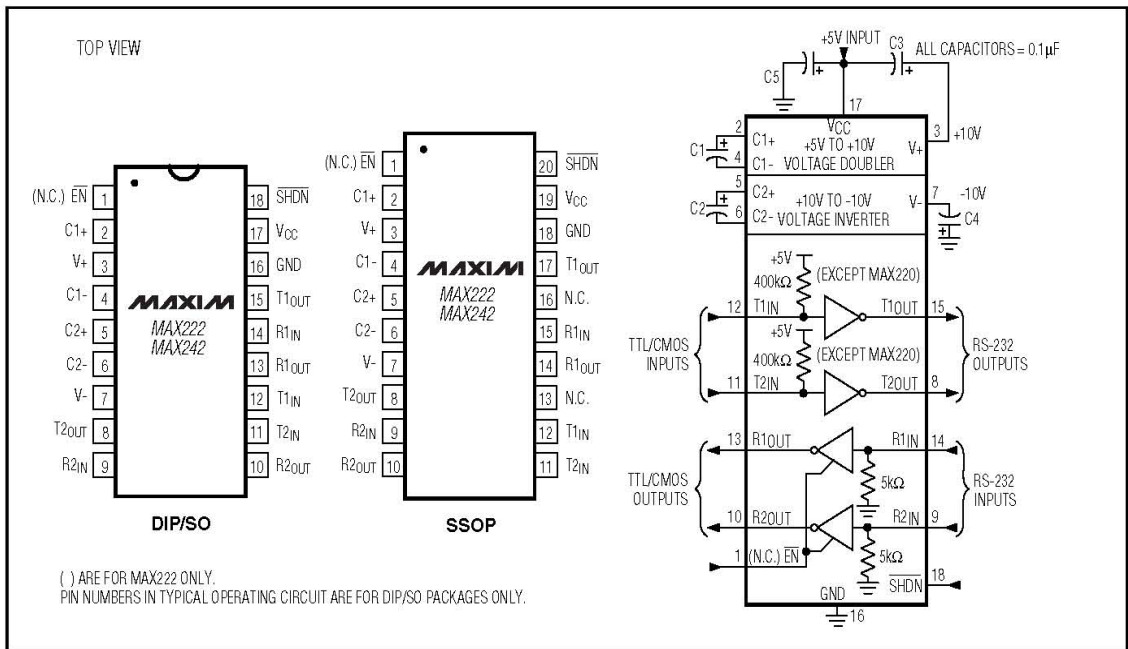 TOP VIEW
(N.C.) EN 1
C1+ 2
V+ 3
C1- 4
C2+ 5
C2- 6
V- 7
T2OUT 8
R2IN 9
18 SHDN
17 VCC
16 GND
15 T1OUT
14 R1IN
13 R1OUT
12 T1IN
11 T2IN
10 R2OUT
MAXIM
MAX222
MAX242
DIP/SO
(N.C.) EN 1
C1+ 2
V+ 3
C1- 4
C2+ 5
C2- 6
V- 7
T2OUT 8
R2IN 9
R2OUT 10
20 SHDN
19 VCC
18 GND
17 T1OUT
16 N.C.
15 R1IN
14 R1OUT
13 N.C.
12 T1IN
11 T2IN
MAXIM
MAX222
MAX242
SSOP
( ) ARE FOR MAX222 ONLY.
PIN NUMBERS IN TYPICAL OPERATING CIRCUIT ARE FOR DIP/SO PACKAGES ONLY.
+5V INPUT
C3
ALL CAPACITORS = 0.1µF
C5
+
+
17
VCC
2
C1+
+5V TO +10V
VOLTAGE DOUBLER
V+
3
+10V
C1
+
4
C1-
5
C2+
+10V TO -10V
VOLTAGE INVERTER
V-
7
-10V
C2
+
6
C2-
C4
+
+5V
400kΩ
(EXCEPT MAX220)
12
T1IN
T1OUT
15
+5V
TTL/CMOS
INPUTS
400kΩ
(EXCEPT MAX220)
RS-232
OUTPUTS
11
T2IN
T2OUT
8
13
R1OUT
R1IN
14
TTL/CMOS
OUTPUTS
5kΩ
RS-232
INPUTS
10
R2OUT
R2IN
9
1
(N.C.) EN
5kΩ
SHDN
18
GND
16